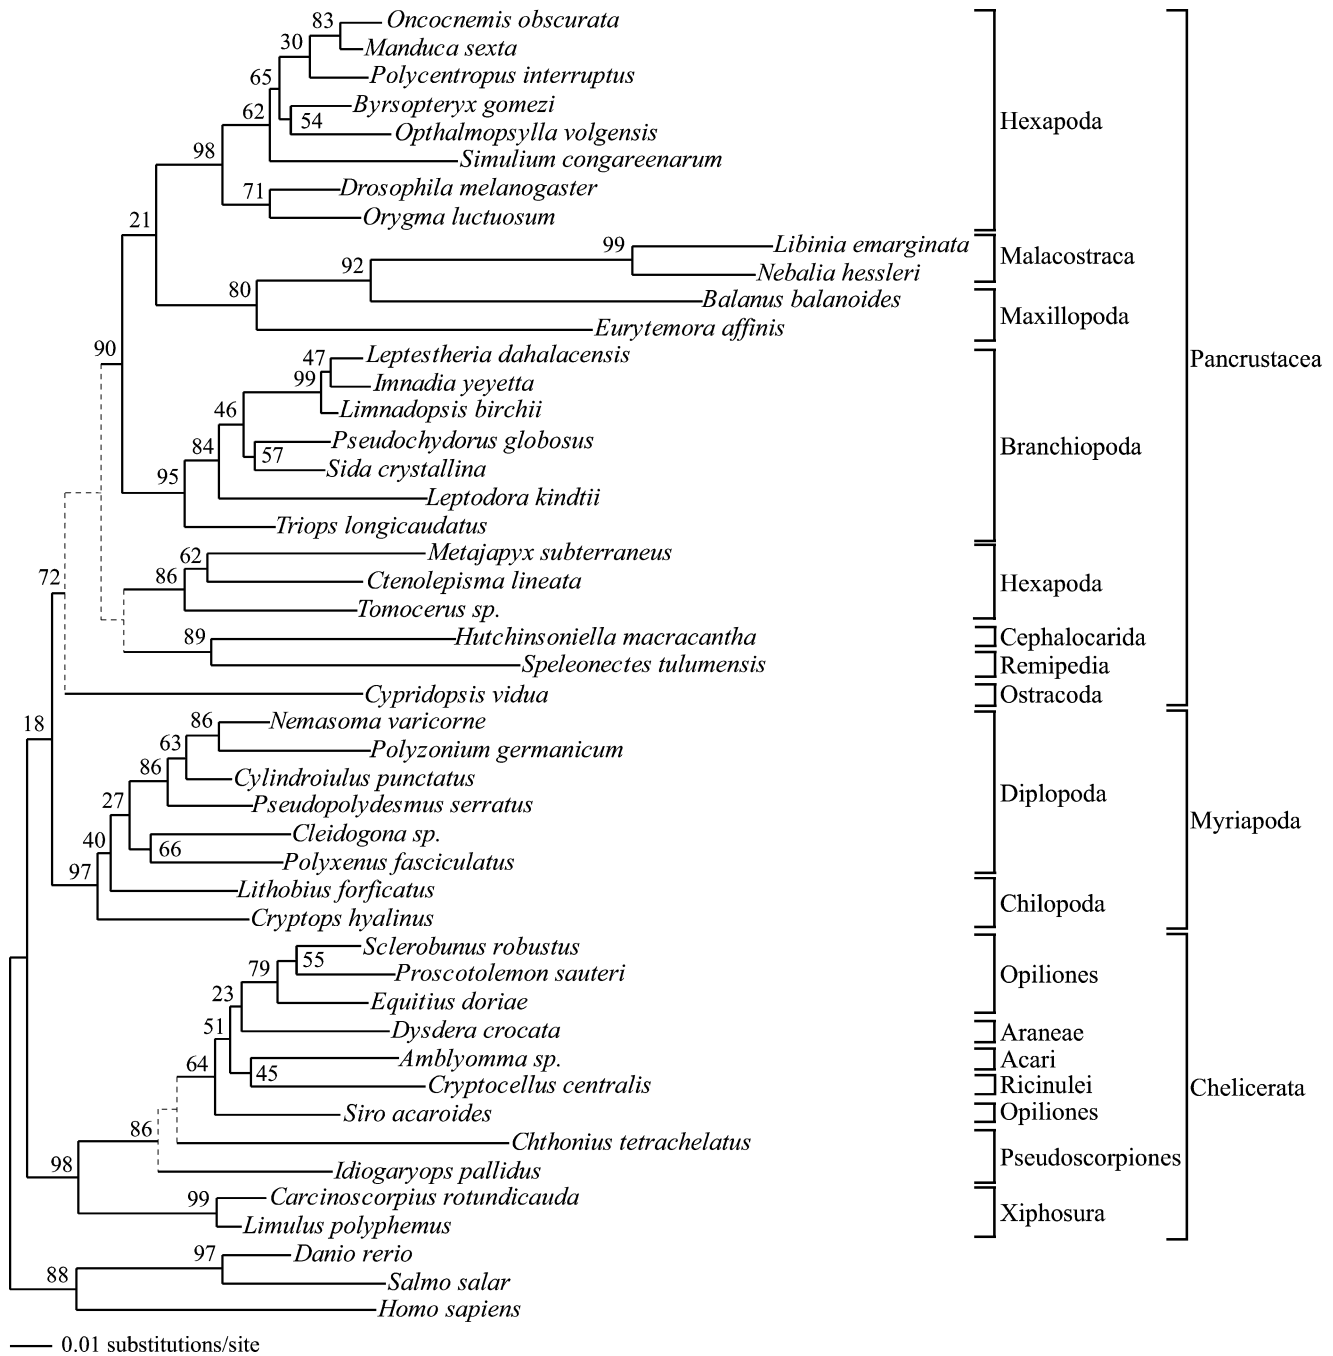 83 Oncocnemis obscurata
30 Manduca sexta
65 Polycentropus interruptus
62 Byrsopteryx gomezi
54 Opthalmopsylla volgensis
98 Simulium congareenarum
71 Drosophila melanogaster
Orygma luctuosum
Hexapoda
21
99 Libinia emarginata
92 Nebalia hessleri
Malacostraca
80 Balanus balanoides
Eurytemora affinis
Maxillopoda
90
47 Leptestheria dahalacensis
99 Imnadia yeyetta
46 Limnadopsis birchii
84 Pseudochydorus globosus
57 Sida crystallina
95 Leptodora kindtii
Triops longicaudatus
Branchiopoda
Pancrustacea
72
62 Metajapyx subterraneus
86 Ctenolepisma lineata
Tomocerus sp.
Hexapoda
89 Hutchinsoniella macracantha Cephalocarida
Speleonectes tulumensis Remipedia
Cypridopsis vidua Ostracoda
18
86 Nemasoma varicorne
63 Polyzonium germanicum
86 Cylindroiulus punctatus
27 Pseudopolydesmus serratus
Diplopoda
40 Cleidogona sp.
66 Polyxenus fasciculatus
97 Lithobius forficatus
Cryptops hyalinus
Chilopoda
Myriapoda
Sclerobunus robustus
55
79 Proscotolemon sauteri
23 Equitius doriae
Opiliones
51 Dysdera crocata Araneae
64 Amblyomma sp. Acari
45 Cryptocellus centralis Ricinulei
Siro acaroides Opiliones
Chelicerata
86 Chthonius tetrachelatus
98 Idiogaryops pallidus
Pseudoscorpiones
99 Carcinoscorpius rotundicauda
Limulus polyphemus
Xiphosura
97 Danio rerio
88 Salmo salar
Homo sapiens
0.01 substitutions/site